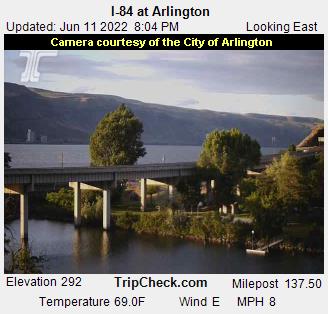 I-84 at Arlington
Updated: Jun 11 2022 8:04 PM Looking East
Camera courtesy of the City of Arlington
Elevation 292 TripCheck.com Milepost 137.50
Temperature 69.0F Wind E MPH 8